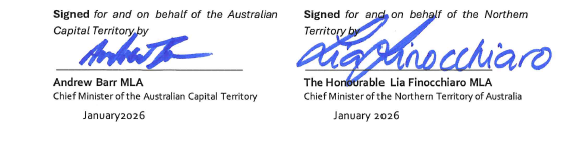 Signed for and on behalf of the Australian
Capital Territory by
Andrew Barr MLA
Chief Minister of the Australian Capital Territory
January2026
Signed for and on behalf of the Northern
Territory by
Lia Finocchiaro
The Honourable Lia Finocchiaro MLA
Chief Minister of the Northern Territory of Australia
January 2026